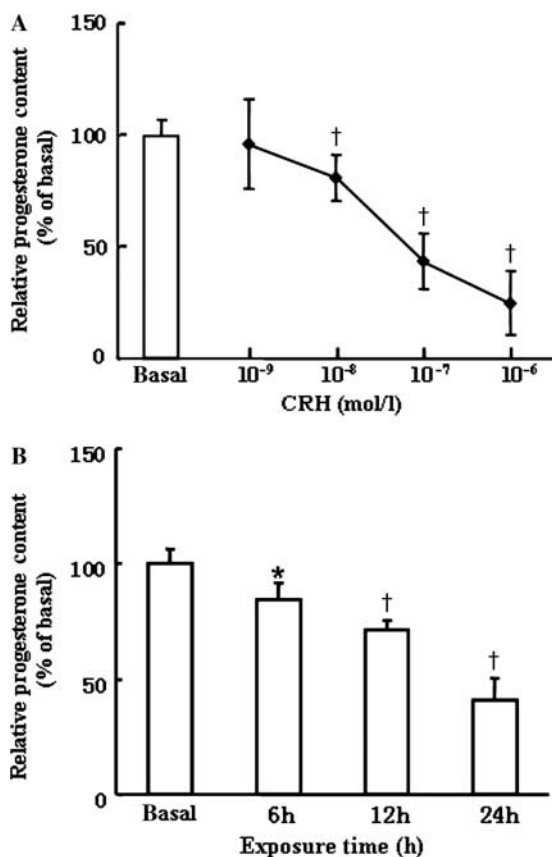 A
Relative progesterone content
(% of basal)
150
100
50
0
†
†
†
Basal
10⁻⁹
10⁻⁸
10⁻⁷
10⁻⁶
CRH (mol/l)
B
Relative progesterone content
(% of basal)
150
100
50
0
*
†
†
Basal
6h
12h
24h
Exposure time (h)